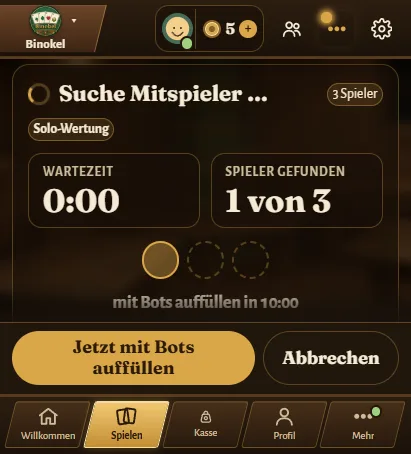 Binokel
5
+
Suche Mitspieler ...
3 Spieler
Solo-Wertung
WARTEZEIT
0:00
SPIELER GEFUNDEN
1 von 3
mit Bots auffüllen in 10:00
Jetzt mit Bots
auffüllen
Abbrechen
Willkommen
Spielen
Kasse
Profil
Mehr